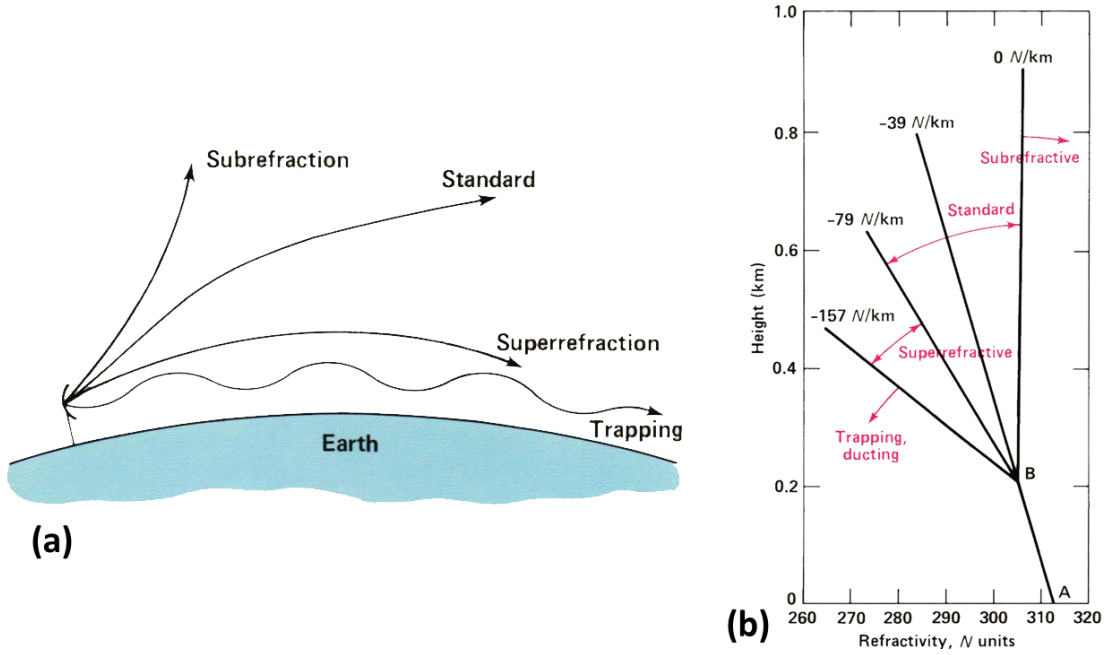 Subrefraction
Standard
Superrefraction
Trapping
Earth
(a)
1.0
0.8
0.6
0.4
0.2
0
Height (km)
0 N/km
-39 N/km
-79 N/km
-157 N/km
Subrefractive
Standard
Superrefractive
Trapping,
ducting
B
A
260 270 280 290 300 310 320
Refractivity, N units
(b)